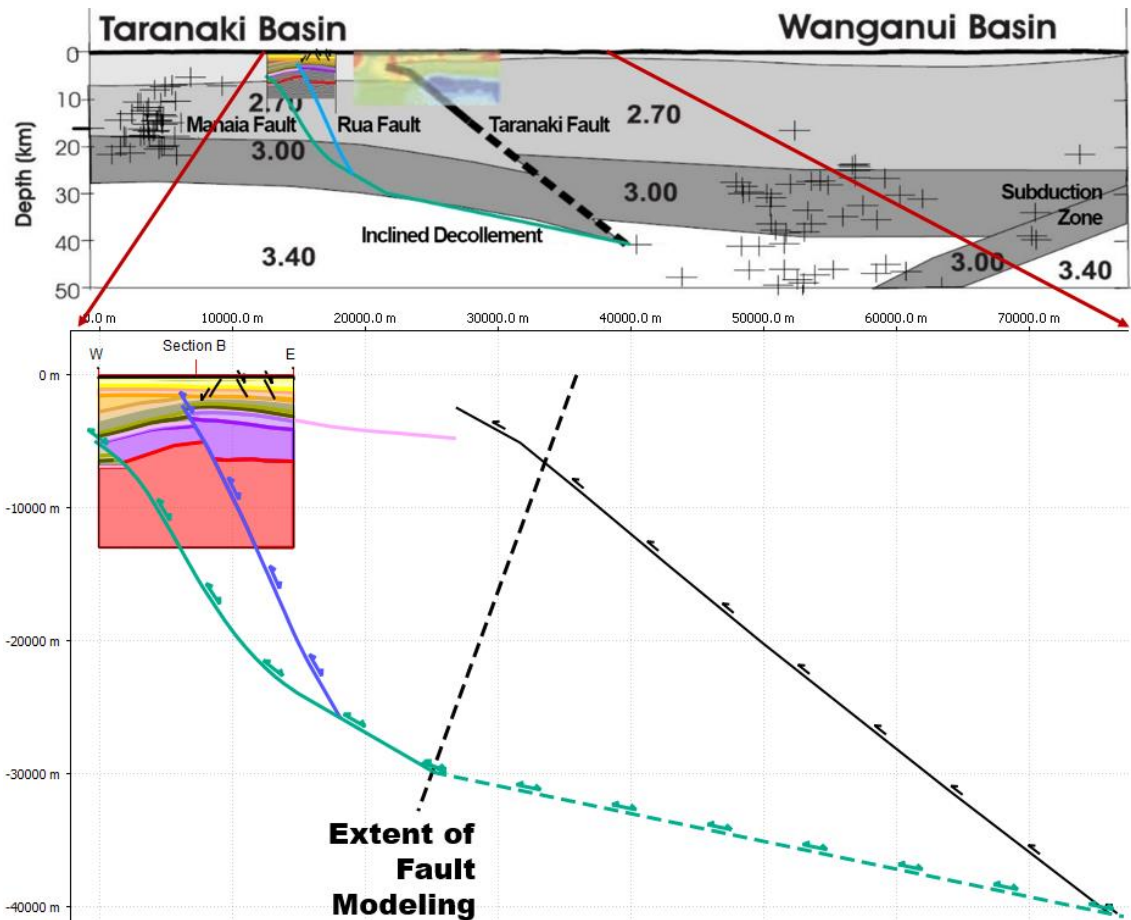 Taranaki Basin
Wanganui Basin
Depth (km)
0
10
20
30
40
50
2.70
Manaia Fault
Rua Fault
Taranaki Fault
2.70
3.00
3.00
Subduction
Zone
Inclined Decollement
3.40
3.00
3.40
0.0 m
10000.0 m
20000.0 m
30000.0 m
40000.0 m
50000.0 m
60000.0 m
70000.0 m
Section B
W
E
0 m
-10000 m
-20000 m
-30000 m
-40000 m
Extent of
Fault
Modeling